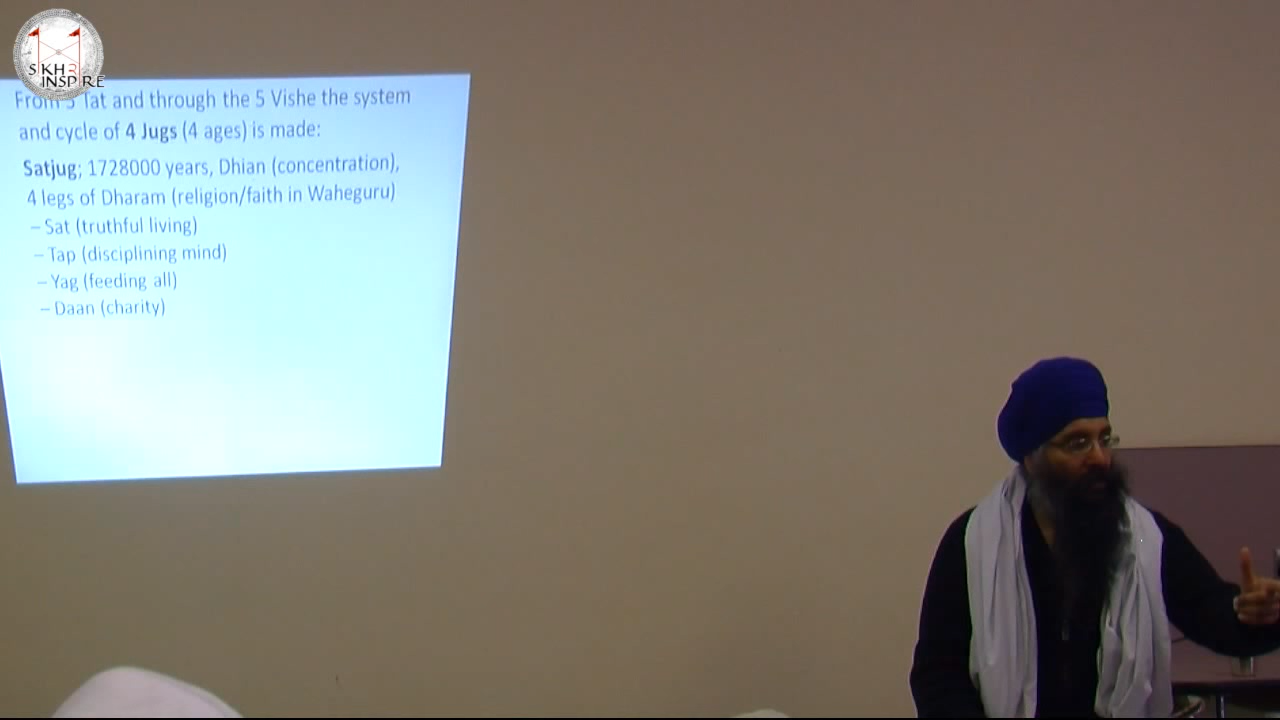 SIKH2
INSPIRE
From 5 Tat and through the 5 Vishe the system
and cycle of 4 Jugs (4 ages) is made:
Satjug; 1728000 years, Dhian (concentration),
4 legs of Dharam (religion/faith in Waheguru)
– Sat (truthful living)
– Tap (disciplining mind)
– Yag (feeding all)
– Daan (charity)